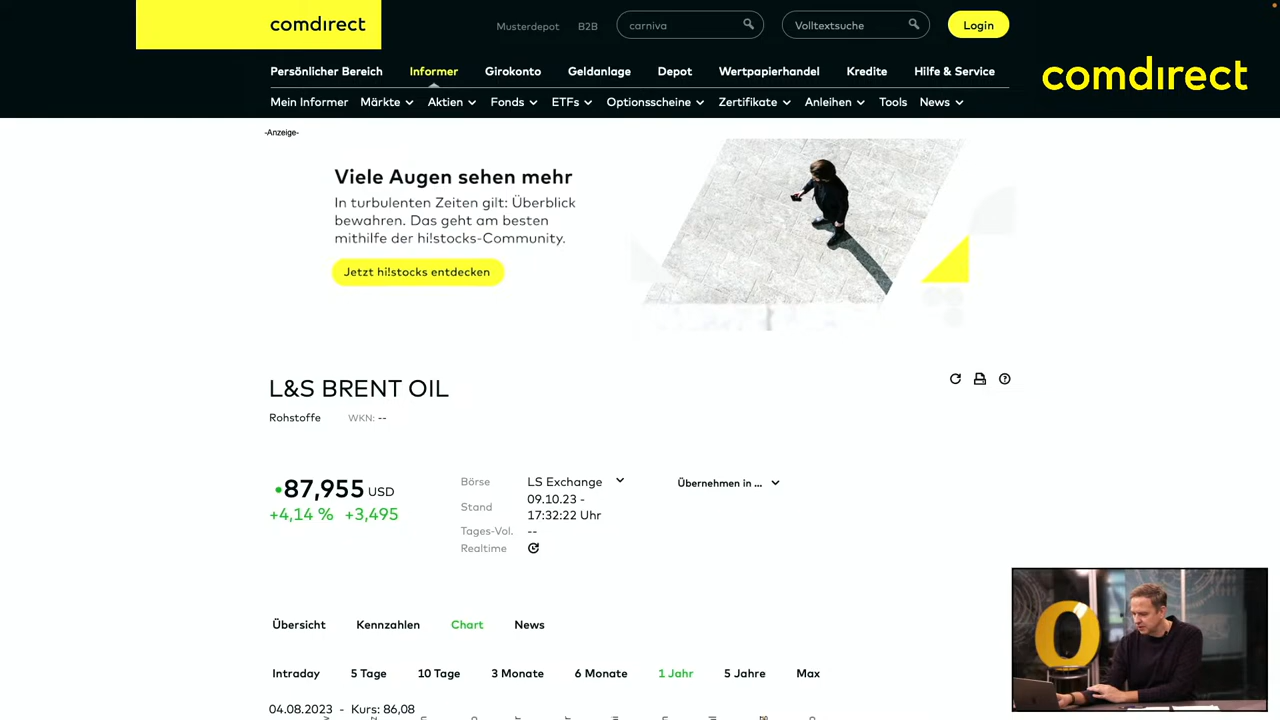 comdırect
Musterdepot B2B carniva Volltextsuche Login
Persönlicher Bereich Informer Girokonto Geldanlage Depot Wertpapierhandel Kredite Hilfe & Service
comdırect
Mein Informer Märkte Aktien Fonds ETFs Optionsscheine Zertifikate Anleihen Tools News
-Anzeige-
Viele Augen sehen mehr
In turbulenten Zeiten gilt: Überblick
bewahren. Das geht am besten
mithilfe der hi!stocks-Community.
Jetzt hi!stocks entdecken
L&S BRENT OIL
Rohstoffe WKN: --
87,955 USD
+4,14 % +3,495
Börse LS Exchange
Stand 09.10.23 -
17:32:22 Uhr
Tages-Vol. --
Realtime
Übernehmen in ...
Übersicht Kennzahlen Chart News
Intraday 5 Tage 10 Tage 3 Monate 6 Monate 1 Jahr 5 Jahre Max
04.08.2023 - Kurs: 86,08